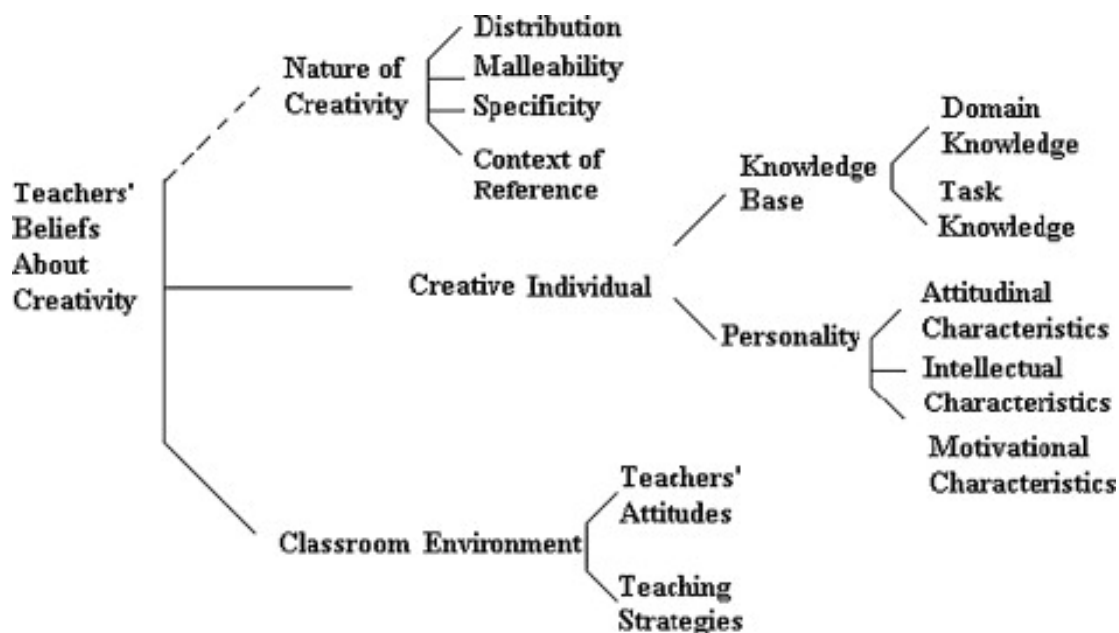 Teachers'
Beliefs
About
Creativity
Nature of
Creativity
Distribution
Malleability
Specificity
Context of
Reference
Creative Individual
Knowledge
Base
Domain
Knowledge
Task
Knowledge
Personality
Attitudinal
Characteristics
Intellectual
Characteristics
Motivational
Characteristics
Classroom Environment
Teachers'
Attitudes
Teaching
Strategies